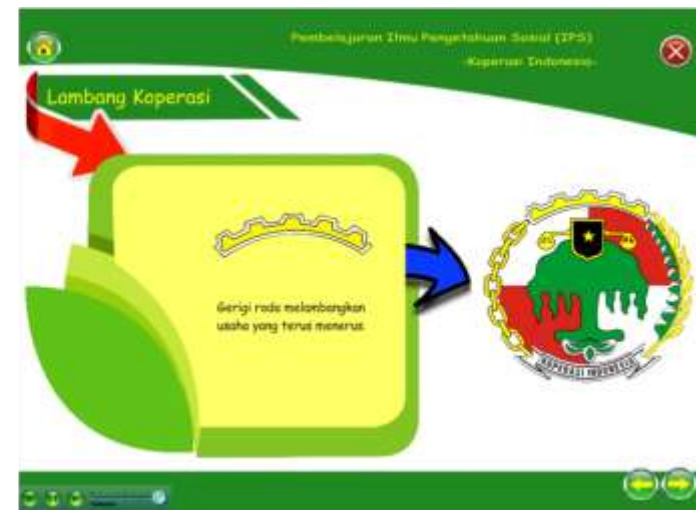 Pembelajaran Ilmu Pengetahuan Sosial (IPS)
-Koperasi Indonesia-
Lambang Koperasi
Gerigi roda melambangkan
usaha yang terus menerus.
KOPERASI INDONESIA